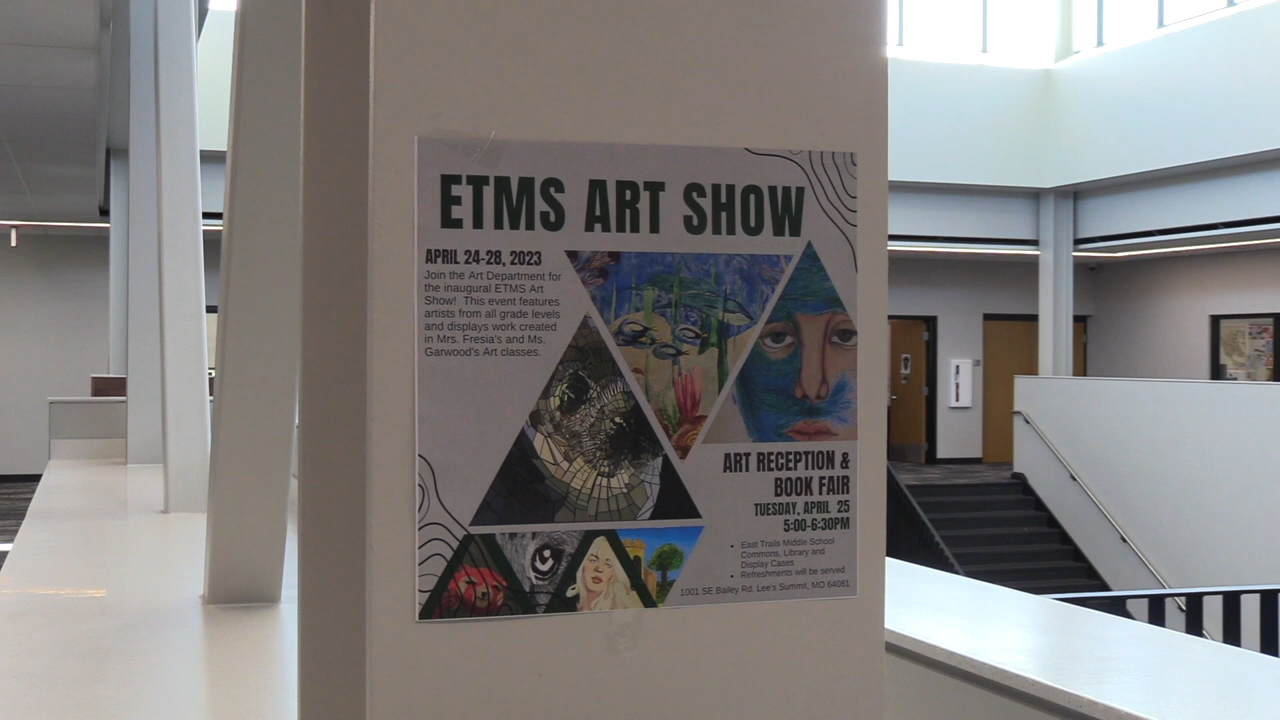 ETMS ART SHOW
APRIL 24-28, 2023
Join the Art Department for
the inaugural ETMS Art
Show! This event features
artists from all grade levels
and displays work created
in Mrs. Fresia's and Ms.
Garwood's Art classes.
ART RECEPTION &
BOOK FAIR
TUESDAY, APRIL 25
5:00-6:30PM
• East Trails Middle School
Commons, Library and
Display Cases
• Refreshments will be served
1001 SE Bailey Rd. Lee's Summit, MO 64081